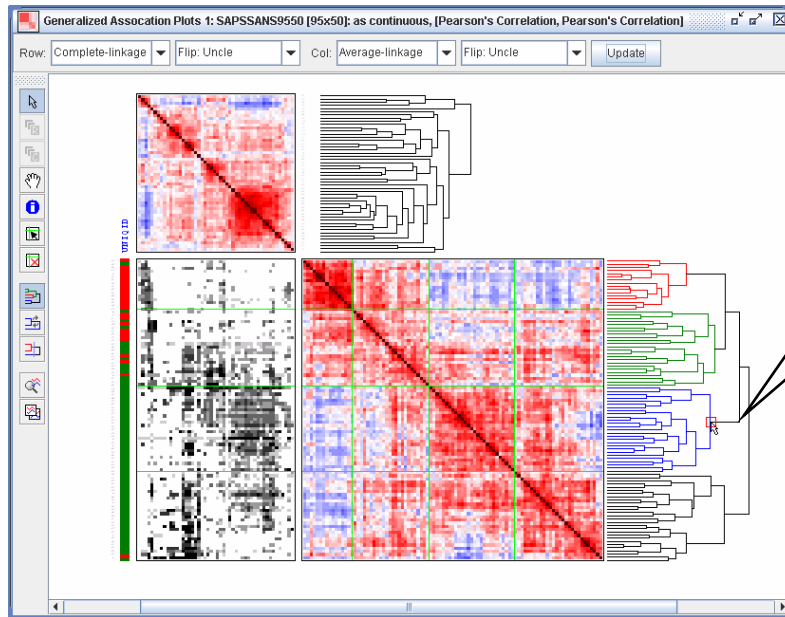 Generalized Assocation Plots 1: SAPSSANS9550 [95x50]: as continuous, [Pearson's Correlation, Pearson's Correlation]
Row: Complete-linkage Flip: Uncle Col: Average-linkage Flip: Uncle Update
UNIQID